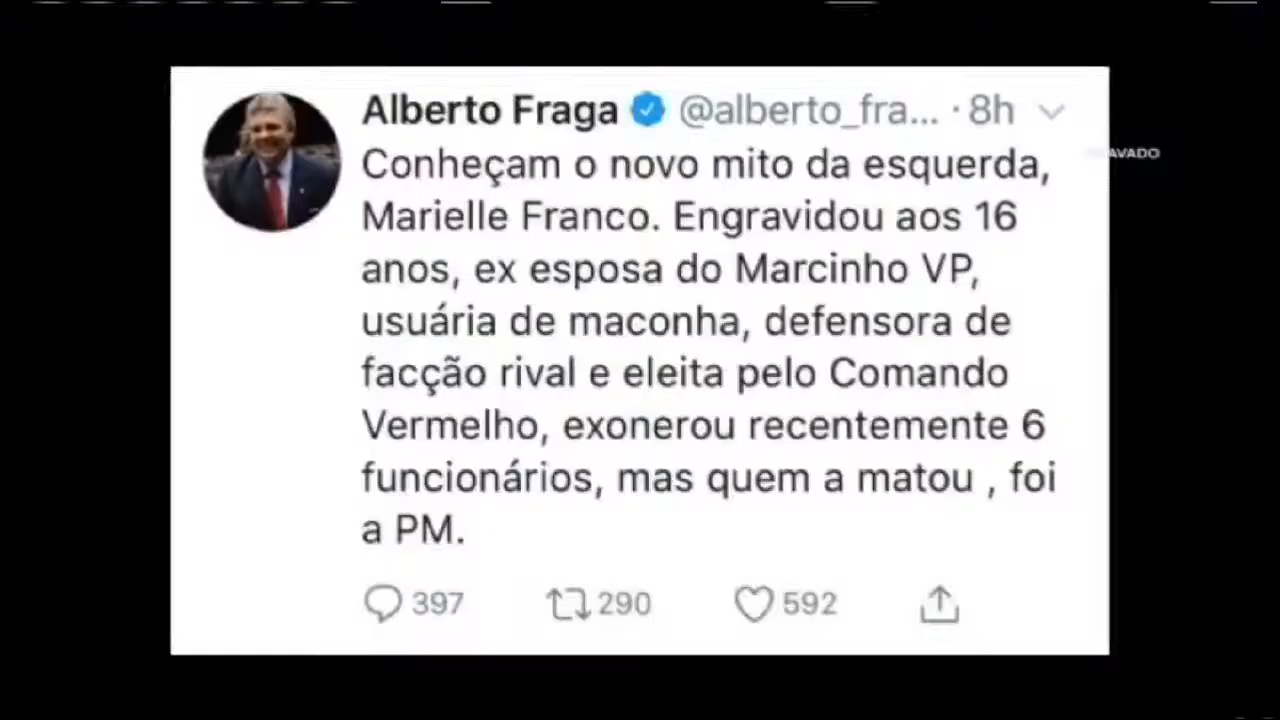 Alberto Fraga @alberto_fra... · 8h
Conheçam o novo mito da esquerda,
Marielle Franco. Engravidou aos 16
anos, ex esposa do Marcinho VP,
usuária de maconha, defensora de
facção rival e eleita pelo Comando
Vermelho, exonerou recentemente 6
funcionários, mas quem a matou , foi
a PM.
397 290 592